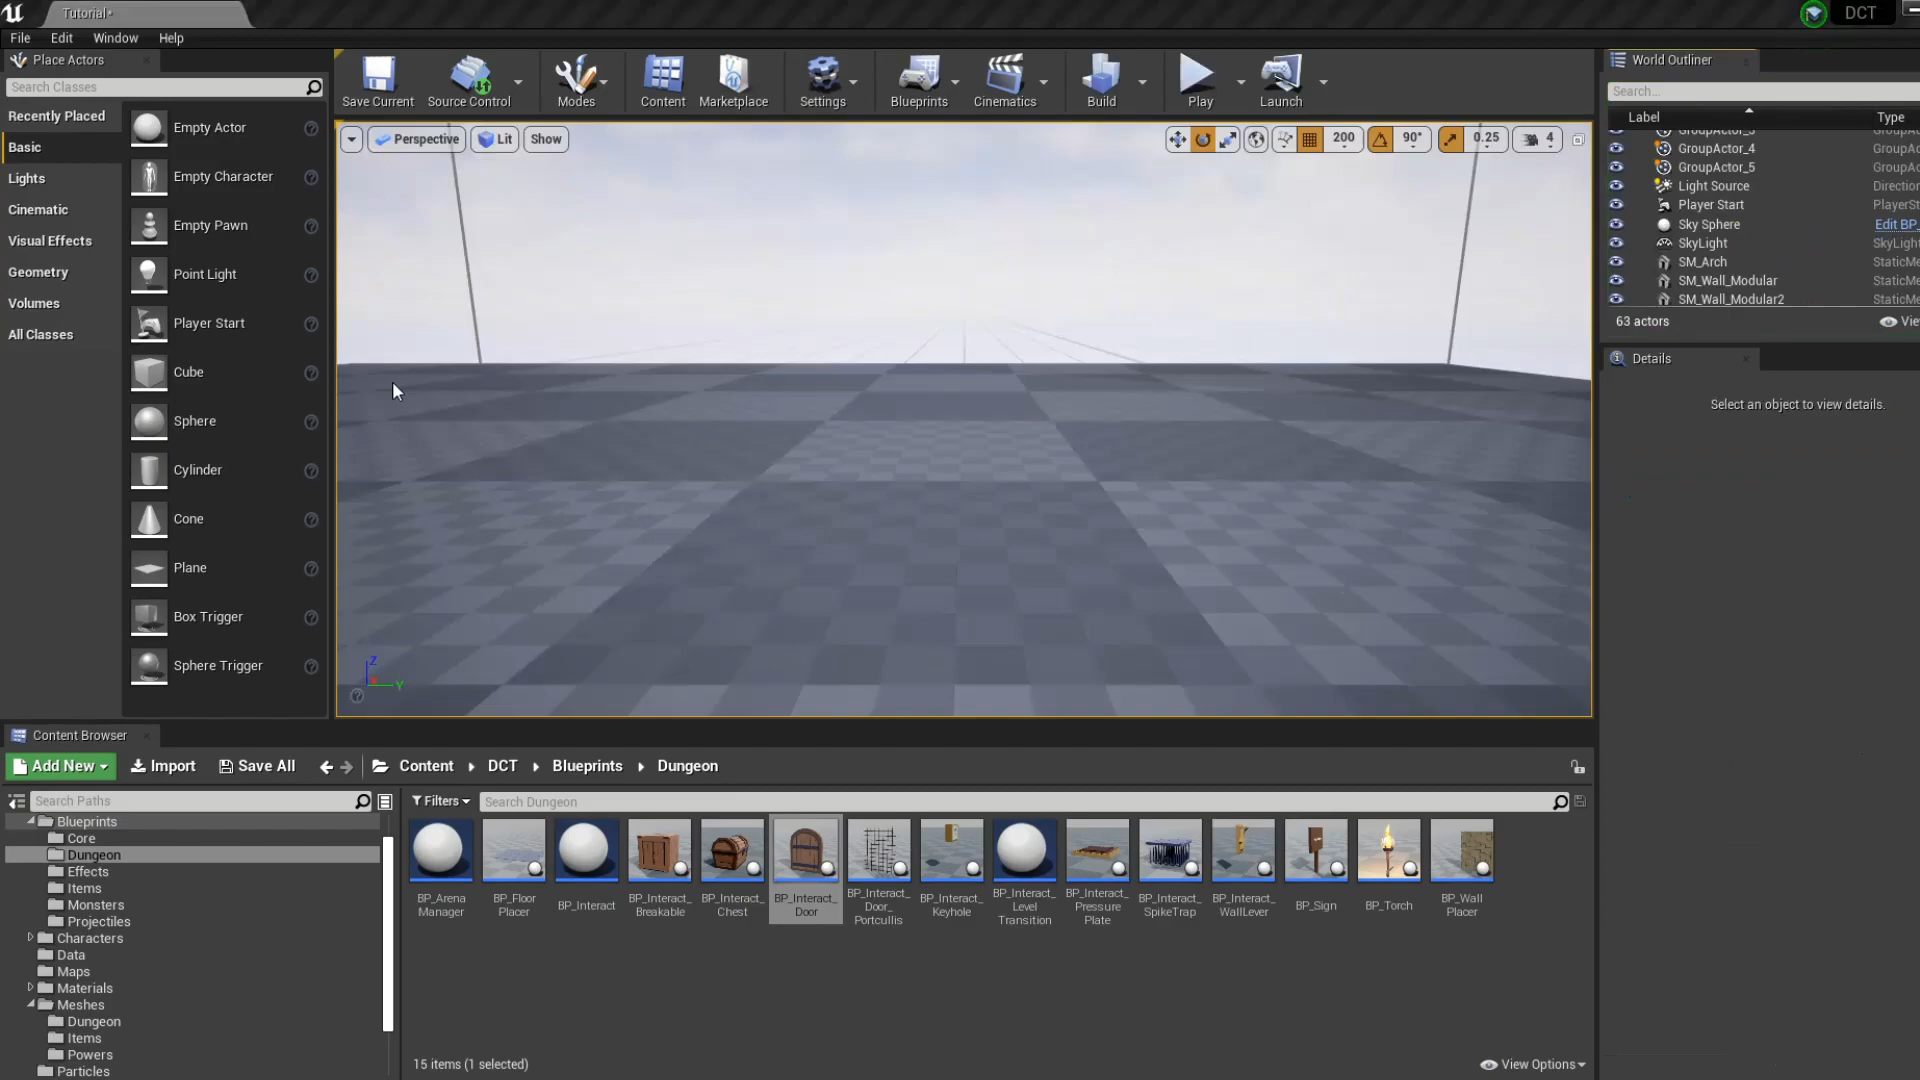 Tutorial•
DCT
File Edit Window Help
Place Actors
Search Classes
Recently Placed
Basic
Lights
Cinematic
Visual Effects
Geometry
Volumes
All Classes
Empty Actor
Empty Character
Empty Pawn
Point Light
Player Start
Cube
Sphere
Cylinder
Cone
Plane
Box Trigger
Sphere Trigger
Save Current
Source Control
Modes
Content
Marketplace
Settings
Blueprints
Cinematics
Build
Play
Launch
Perspective Lit Show
200 90° 0.25 4
Z
Y
World Outliner
Search...
Label Type
GroupActor_3 GroupAc
GroupActor_4 GroupAc
GroupActor_5 GroupAc
Light Source Direction
Player Start PlayerSt
Sky Sphere Edit BP_
SkyLight SkyLight
SM_Arch StaticMe
SM_Wall_Modular StaticMe
SM_Wall_Modular2 StaticMe
63 actors
Vie
Details
Select an object to view details.
Content Browser
Add New Import Save All Content DCT Blueprints Dungeon
Search Paths
Filters
Search Dungeon
Blueprints
Core
Dungeon
Effects
Items
Monsters
Projectiles
Characters
Data
Maps
Materials
Meshes
Dungeon
Items
Powers
Particles
BP_Arena
Manager
BP_Floor
Placer
BP_Interact
BP_Interact_
Breakable
BP_Interact_
Chest
BP_Interact_
Door
BP_Interact_
Door_
Portcullis
BP_Interact_
Keyhole
BP_Interact_
Level
Transition
BP_Interact_
Pressure
Plate
BP_Interact_
SpikeTrap
BP_Interact_
WallLever
BP_Sign
BP_Torch
BP_Wall
Placer
15 items (1 selected)
View Options